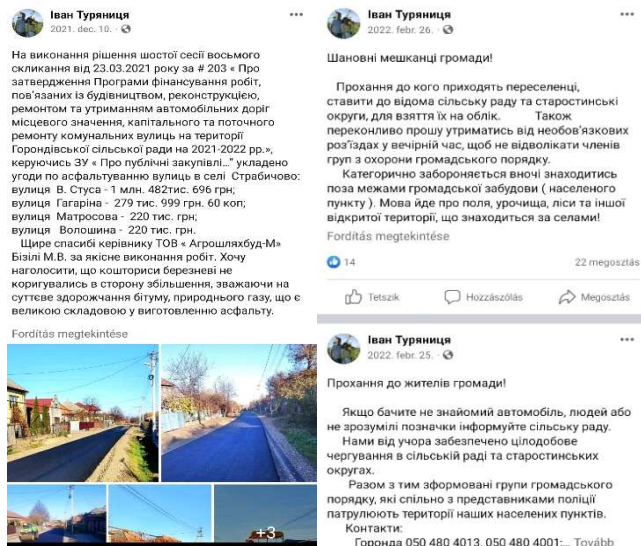 Іван Туряниця
2021. dec. 10. ·
На виконання рішення шостої сесії восьмого
скликання від 23.03.2021 року за # 203 « Про
затвердження Програми фінансування робіт,
пов'язаних із будівництвом, реконструкцією,
ремонтом та утриманням автомобільних доріг
місцевого значення, капітального та поточного
ремонту комунальних вулиць на території
Горондівської сільської ради на 2021-2022 рр.»,
керуючись ЗУ « Про публічні закупівлі...” укладено
угоди по асфальтуванню вулиць в селі Страбичово:
вулиця В. Стуса - 1 млн. 482тис. 696 грн;
вулиця Гагаріна - 279 тис. 999 грн. 60 коп;
вулиця Матросова - 220 тис. грн;
вулиця Волошина - 220 тис. грн.
Щире спасибі керівнику ТОВ « Агрошляхбуд-М»
Бізілі М.В. за якісне виконання робіт. Хочу
наголосити, що кошториси березневі не
коригувались в сторону збільшення, зважаючи на
суттєве здорожчання бітуму, природнього газу, що є
великою складовою у виготовленню асфальту.
Fordítás megtekintése
+3
Іван Туряниця
2022. febr. 26. ·
Шановні мешканці громади!
Прохання до кого приходять переселенці,
ставити до відома сільську раду та старостинські
округи, для взяття їх на облік. Також
переконливо прошу утриматись від необов'язкових
роз'їздах у вечірній час, щоб не відволікати членів
груп з охорони громадського порядку.
Категорично забороняється вночі знаходитись
поза межами громадської забудови ( населеного
пункту ). Мова йде про поля, урочища, ліси та іншої
відкритої території, що знаходиться за селами!
Fordítás megtekintése
14
22 megosztás
Tetszik Hozzászólás Megosztás
Іван Туряниця
2022. febr. 25. ·
Прохання до жителів громади!
Якщо бачите не знайомий автомобіль, людей або
не зрозумілі позначки інформуйте сільську раду.
Нами від учора забезпечено цілодобове
чергування в сільській раді та старостинських
округах.
Разом з тим зформовані групи громадського
порядку, які спільно з представниками поліції
патрулюють території наших населених пунктів.
Контакти:
Горонда 050 480 4013, 050 480 4001;... Tovább